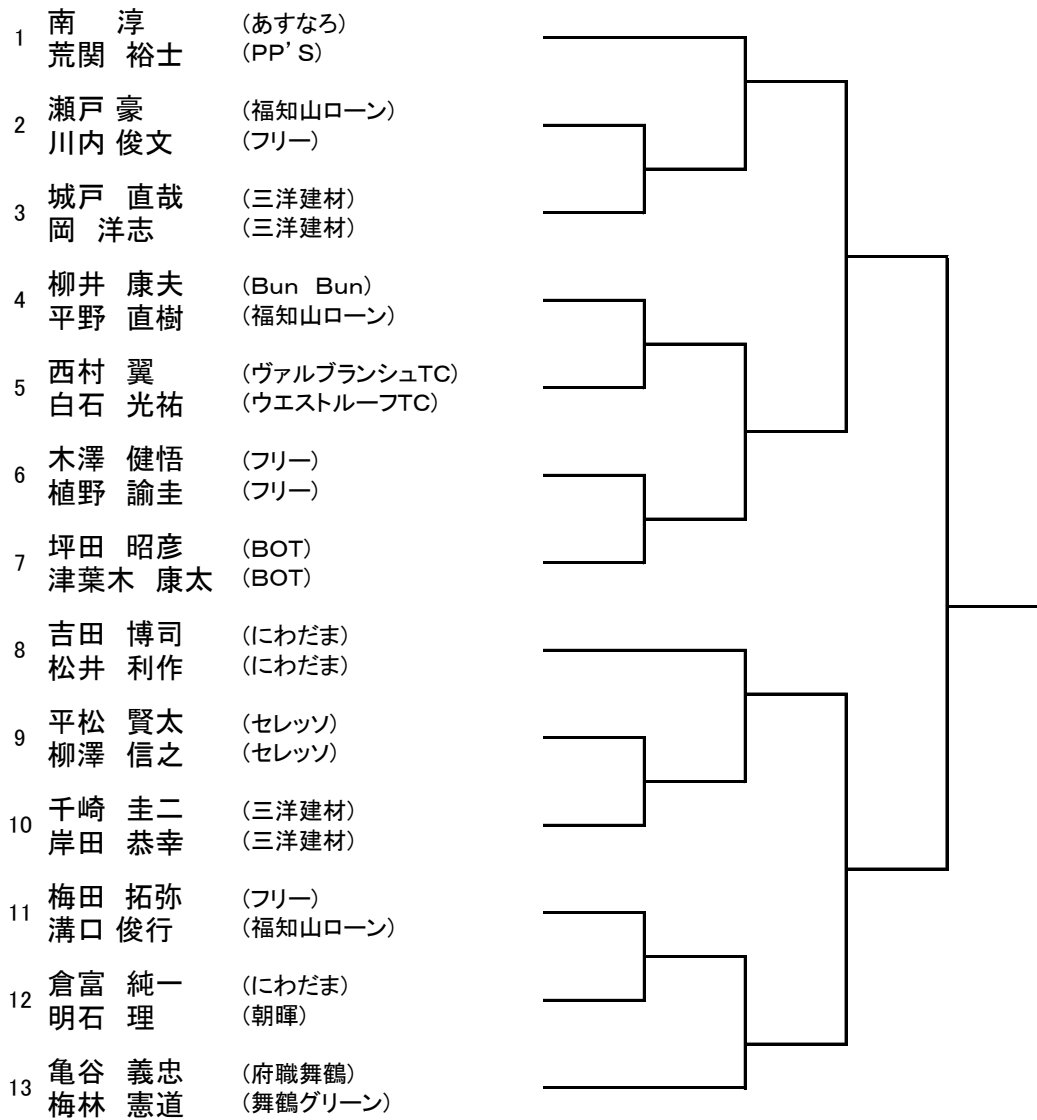 1 南 淳 (あすなろ)
荒関 裕士 (PP'S)
2 瀬戸 豪 (福知山ローン)
川内 俊文 (フリー)
3 城戸 直哉 (三洋建材)
岡 洋志 (三洋建材)
4 柳井 康夫 (Bun Bun)
平野 直樹 (福知山ローン)
5 西村 翼 (ヴァルブランシュTC)
白石 光祐 (ウエストルーフTC)
6 木澤 健悟 (フリー)
植野 諭圭 (フリー)
7 坪田 昭彦 (BOT)
津葉木 康太 (BOT)
8 吉田 博司 (にわだま)
松井 利作 (にわだま)
9 平松 賢太 (セレッソ)
柳澤 信之 (セレッソ)
10 千崎 圭二 (三洋建材)
岸田 恭幸 (三洋建材)
11 梅田 拓弥 (フリー)
溝口 俊行 (福知山ローン)
12 倉富 純一 (にわだま)
明石 理 (朝暉)
13 亀谷 義忠 (府職舞鶴)
梅林 憲道 (舞鶴グリーン)